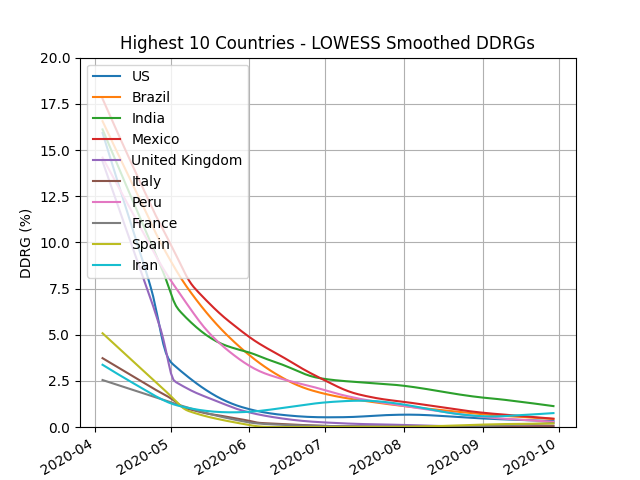 Highest 10 Countries - LOWESS Smoothed DDRGs
DDRG (%)
20.0
17.5
15.0
12.5
10.0
7.5
5.0
2.5
0.0
US
Brazil
India
Mexico
United Kingdom
Italy
Peru
France
Spain
Iran
2020-04
2020-05
2020-06
2020-07
2020-08
2020-09
2020-10